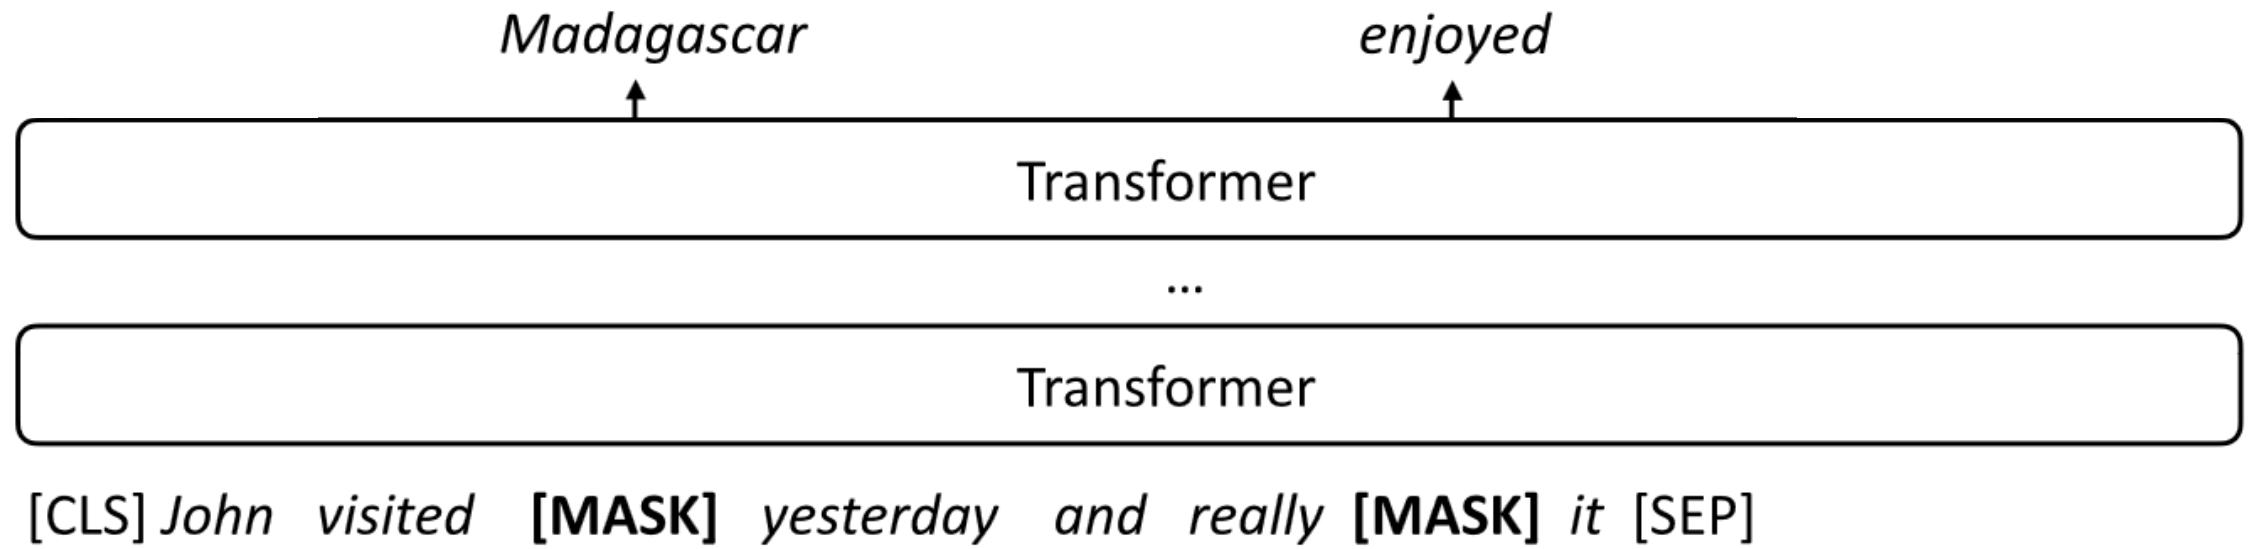 Madagascar enjoyed
Transformer
...
Transformer
[CLS] John visited [MASK] yesterday and really [MASK] it [SEP]